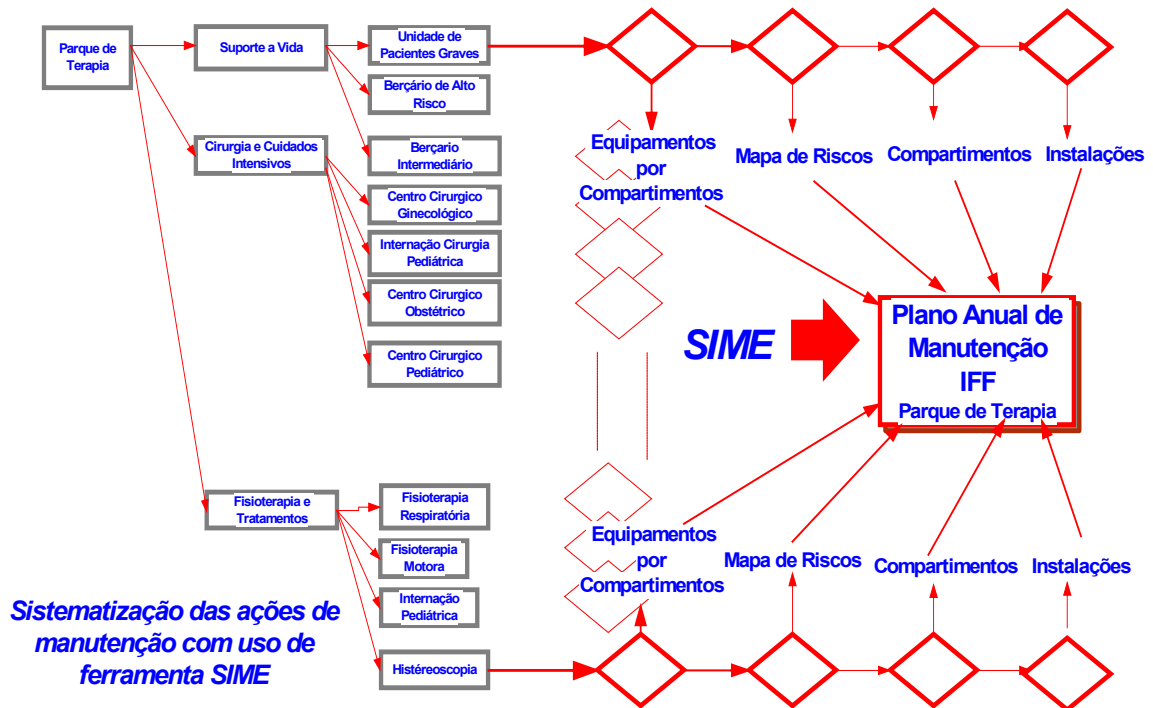 Parque de
Terapia
Suporte a Vida
Unidade de
Pacientes Graves
Berçário de Alto
Risco
Berçario
Intermediário
Cirurgia e Cuidados
Intensivos
Centro Cirurgico
Ginecológico
Internação Cirurgia
Pediátrica
Centro Cirurgico
Obstétrico
Centro Cirurgico
Pediátrico
Fisioterapia e
Tratamentos
Fisioterapia
Respiratória
Fisioterapia
Motora
Internação
Pediátrica
Histéreoscopia
Equipamentos
por
Compartimentos
Mapa de Riscos
Compartimentos
Instalações
SIME
Plano Anual de
Manutenção
IFF
Parque de Terapia
Equipamentos
por
Compartimentos
Mapa de Riscos
Compartimentos
Instalações
Sistematização das ações de
manutenção com uso de
ferramenta SIME